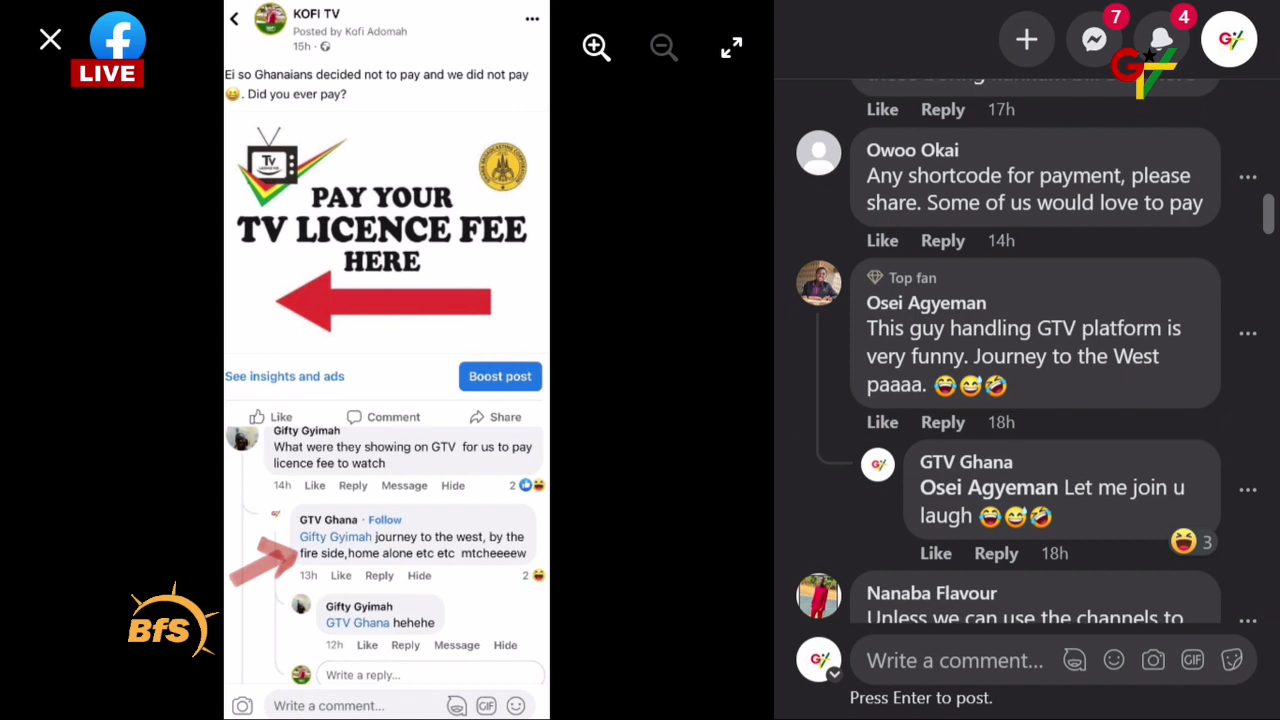 LIVE
KOFI TV
Posted by Kofi Adomah
15h
Ei so Ghanaians decided not to pay and we did not pay
😄. Did you ever pay?
TV
LICENCE FEE
PAY YOUR
TV LICENCE FEE
HERE
See insights and ads
Boost post
Like Comment Share
Gifty Gyimah
What were they showing on GTV for us to pay
licence fee to watch
14h Like Reply Message Hide 2
GTV Ghana · Follow
Gifty Gyimah journey to the west, by the
fire side,home alone etc etc mtcheeeew
13h Like Reply Hide 2
Gifty Gyimah
GTV Ghana hehehe
12h Like Reply Message Hide
Write a reply...
Write a comment...
GIF
BFS
7
4
Like Reply 17h
Owoo Okai
Any shortcode for payment, please
share. Some of us would love to pay
Like Reply 14h
Top fan
Osei Agyeman
This guy handling GTV platform is
very funny. Journey to the West
paaaa. 😂😅🤣
Like Reply 18h
GTV Ghana
Osei Agyeman Let me join u
laugh 😂😅🤣
Like Reply 18h
3
Nanaba Flavour
Unless we can use the channels to
Write a comment...
GIF
Press Enter to post.